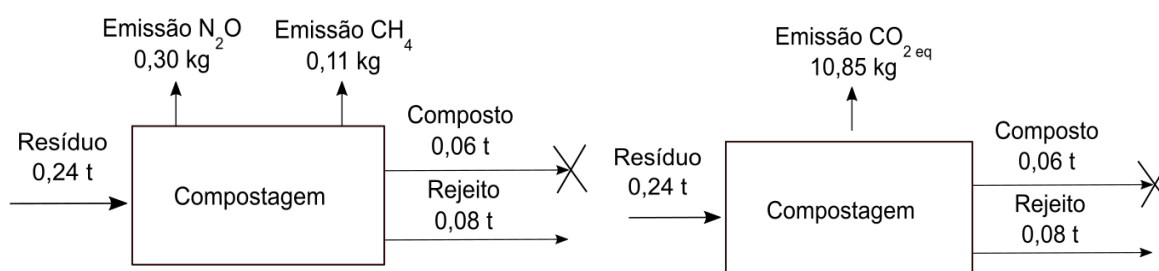 Emissão N2O
0,30 kg
Emissão CH4
0,11 kg
Resíduo
0,24 t
Compostagem
Composto
0,06 t
Rejeito
0,08 t
Emissão CO2 eq
10,85 kg
Resíduo
0,24 t
Compostagem
Composto
0,06 t
Rejeito
0,08 t